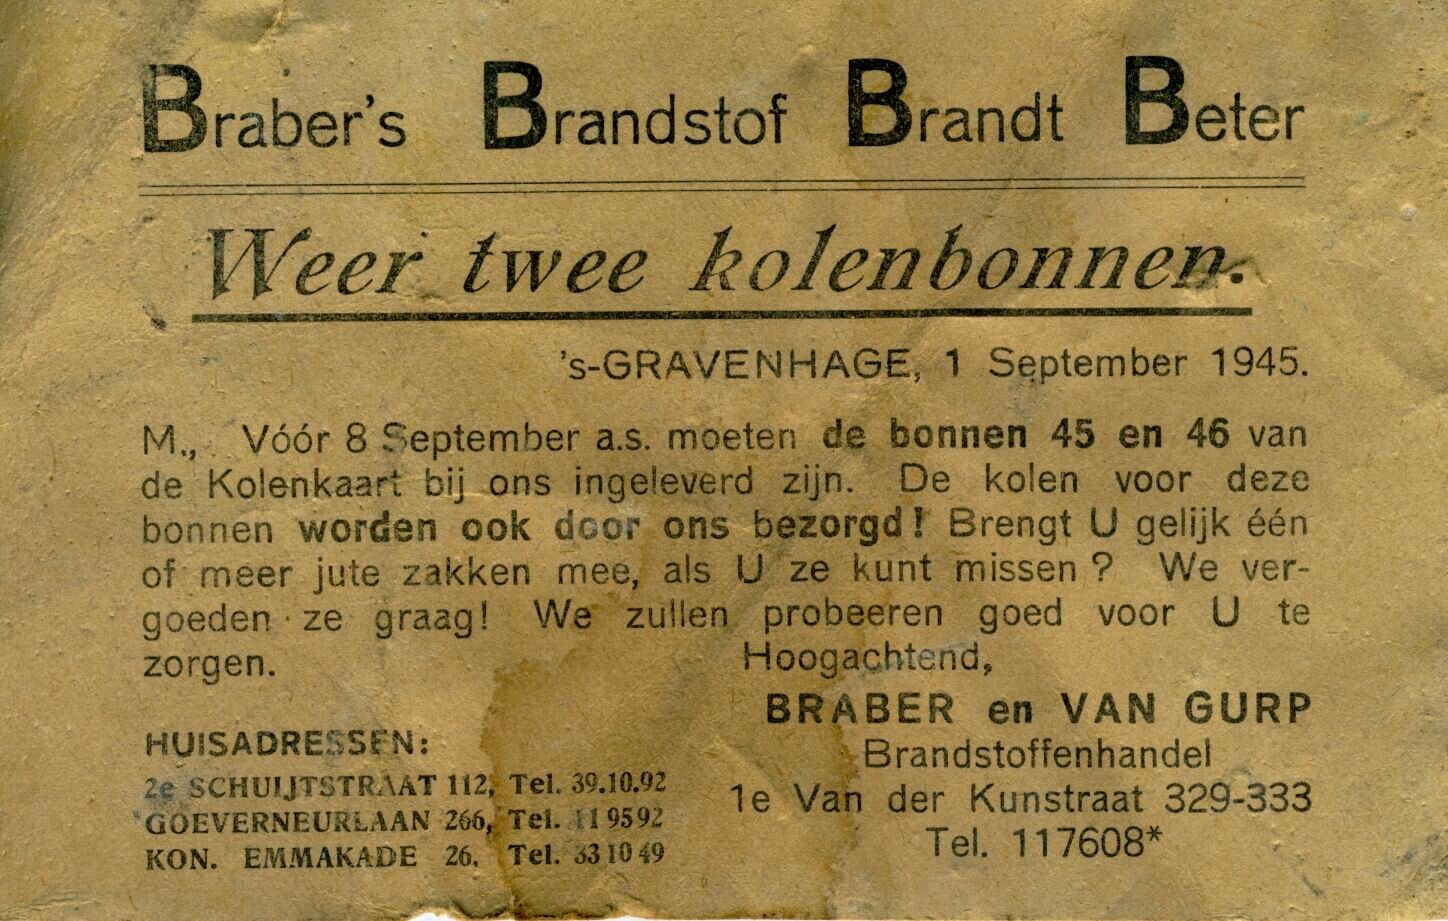 Braber's Brandstof Brandt Beter
Weer twee kolenbonnen.
's-GRAVENHAGE, 1 September 1945.
M., Vóór 8 September a.s. moeten de bonnen 45 en 46 van
de Kolenkaart bij ons ingeleverd zijn. De kolen voor deze
bonnen worden ook door ons bezorgd! Brengt U gelijk één
of meer jute zakken mee, als U ze kunt missen? We ver-
goeden ze graag! We zullen probeeren goed voor U te
zorgen.
Hoogachtend,
BRABER en VAN GURP
Brandstoffenhandel
1e Van der Kunstraat 329-333
Tel. 117608*
HUISADRESSEN:
2e SCHUIJTSTRAAT 112, Tel. 39.10.92
GOEVERNEURLAAN 266, Tel. 11 95 92
KON. EMMAKADE 26, Tel. 33 10 49